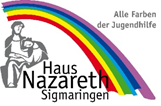 Alle Farben
der Jugendhilfe
Haus
Nazareth
Sigmaringen